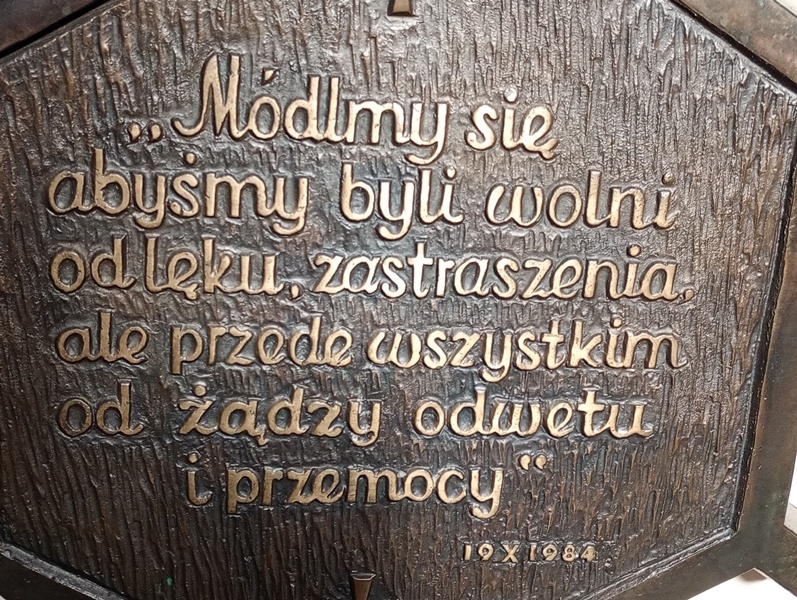 „Módlmy się
abyśmy byli wolni
od lęku, zastraszenia,
ale przede wszystkim
od żądzy odwetu
i przemocy”
19 X 1984